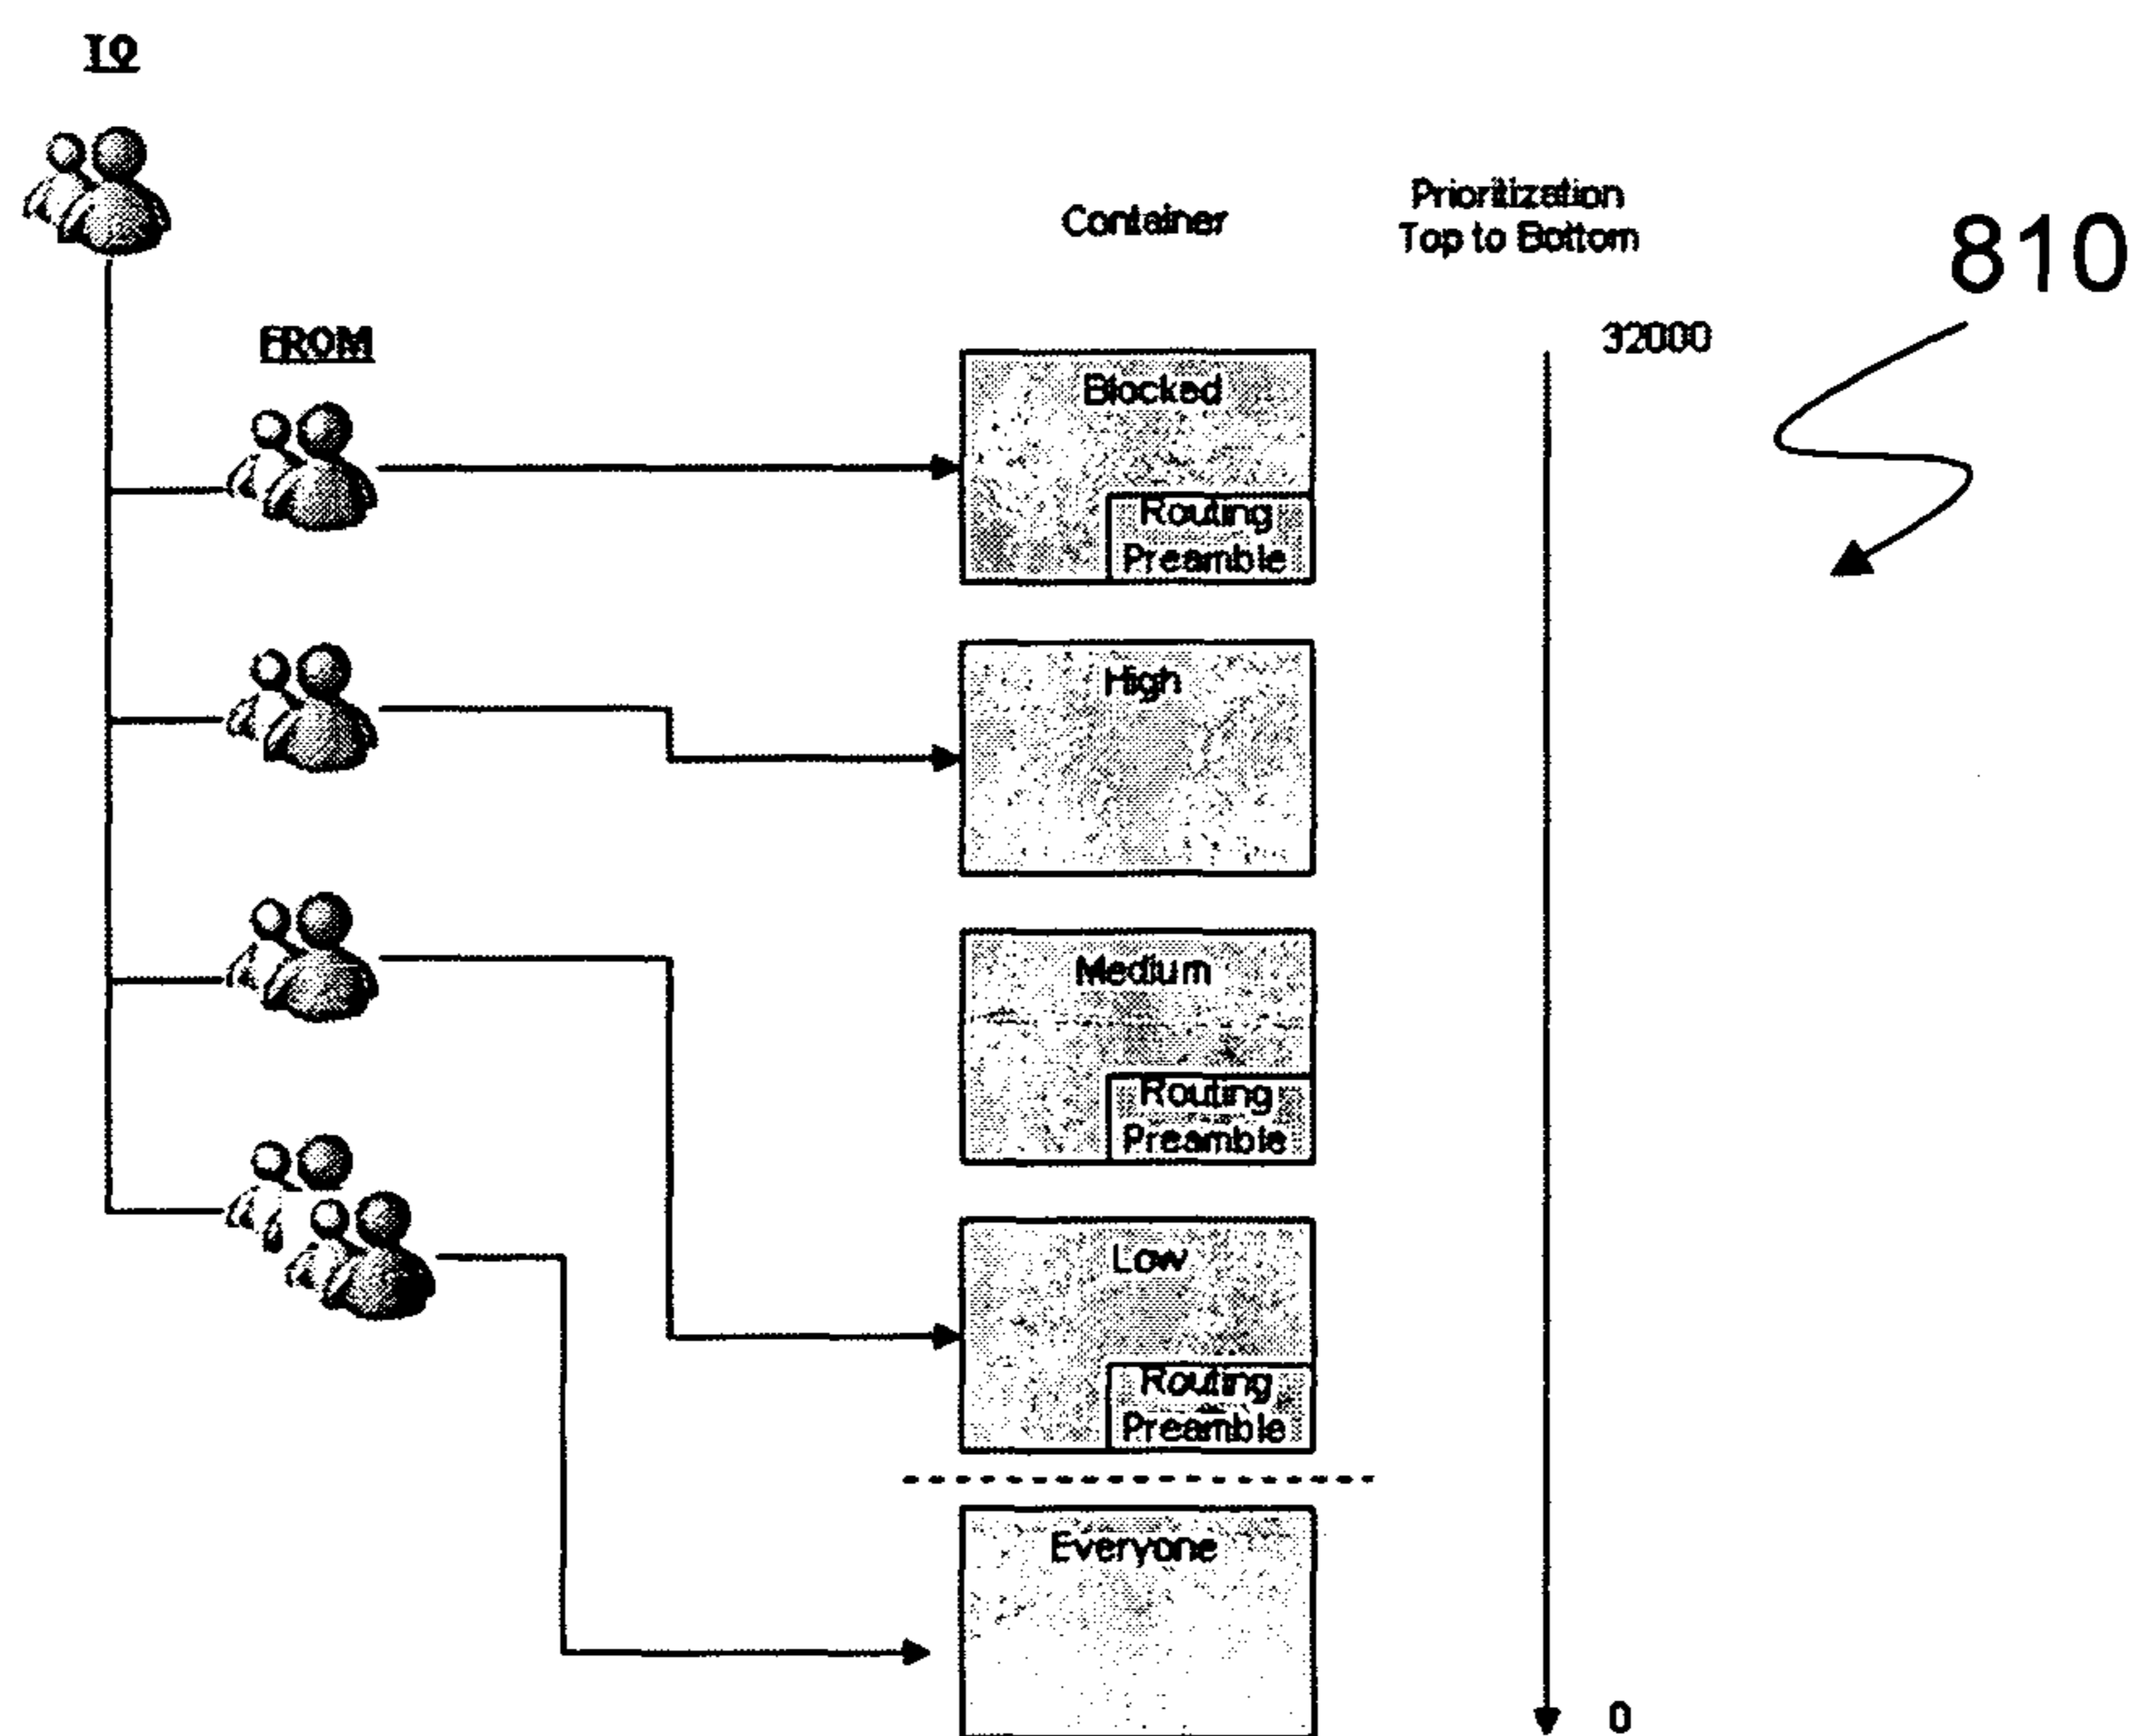 TO
FROM
Container
Prioritization
Top to Bottom
810
32000
Blocked
Routing
Preamble
High
Medium
Routing
Preamble
Low
Routing
Preamble
Everyone
0